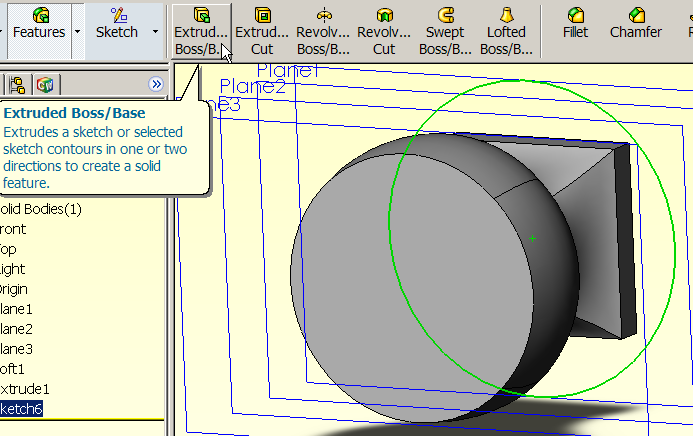 Features
Sketch
Extrud... Boss/B...
Extrud... Cut
Revolv... Boss/B...
Revolv... Cut
Swept Boss/B...
Lofted Boss/B...
Fillet
Chamfer
Plane1
Plane2
ne3
Extruded Boss/Base
Extrudes a sketch or selected
sketch contours in one or two
directions to create a solid
feature.
olid Bodies(1)
ront
op
ight
rigin
lane1
lane2
lane3
oft1
xtrude1
ketch6